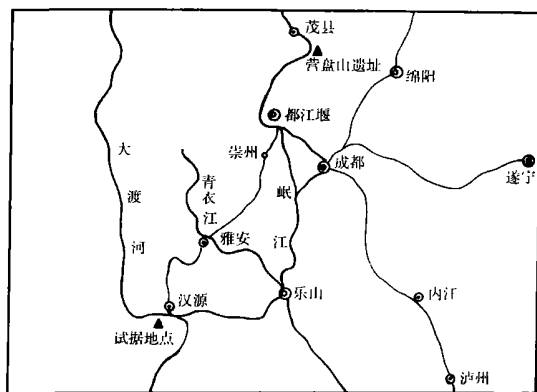 茂县
营盘山遗址
绵阳
都江堰
大渡河
崇州
成都
青衣江
岷江
遂宁
雅安
汉源
乐山
内江
试据地点
泸州